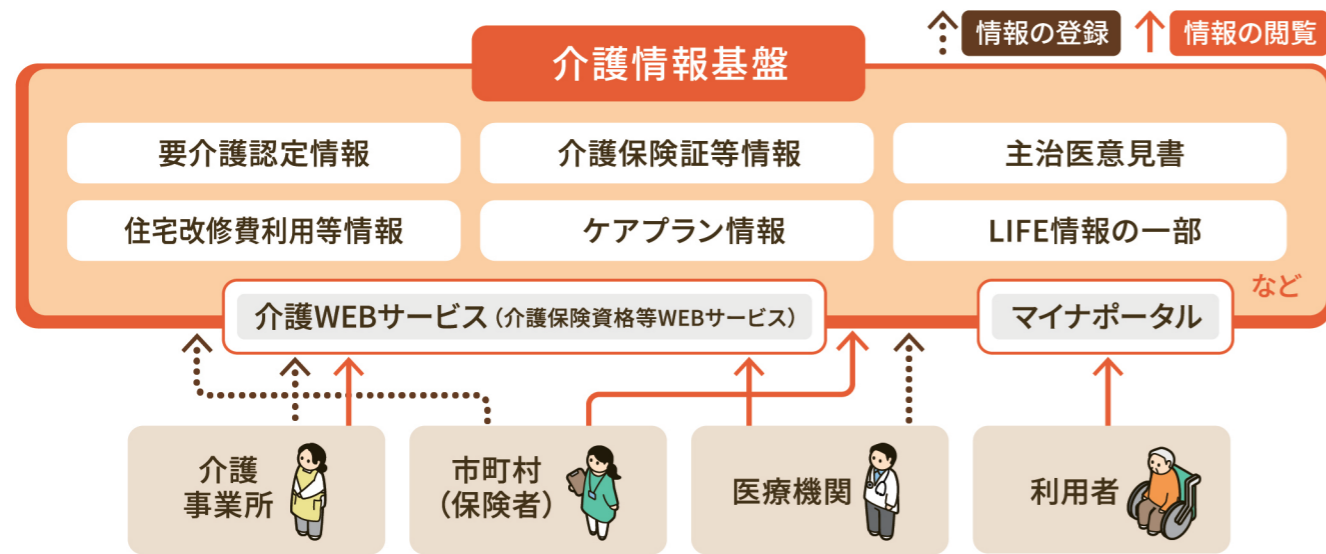 情報の登録
情報の閲覧
介護情報基盤
要介護認定情報
介護保険証等情報
主治医意見書
住宅改修費利用等情報
ケアプラン情報
LIFE情報の一部
など
介護WEBサービス（介護保険資格等WEBサービス）
マイナポータル
介護
事業所
市町村
（保険者）
医療機関
利用者